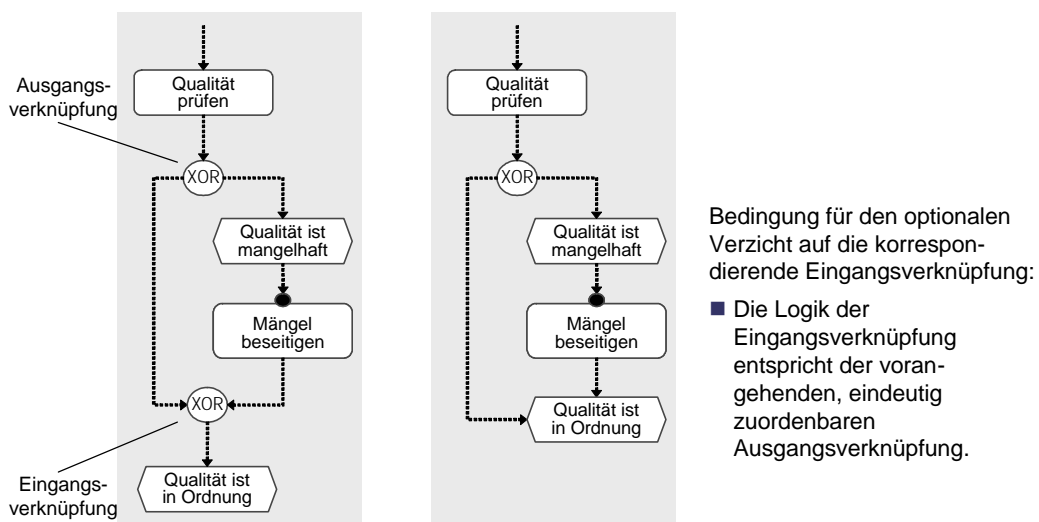 Ausgangs-
verknüpfung
Qualität
prüfen
XOR
Qualität ist
mangelhaft
Mängel
beseitigen
XOR
Eingangs-
verknüpfung
Qualität ist
in Ordnung
Qualität
prüfen
XOR
Qualität ist
mangelhaft
Mängel
beseitigen
Qualität ist
in Ordnung
Bedingung für den optionalen
Verzicht auf die korrespon-
dierende Eingangsverknüpfung:
Die Logik der
Eingangsverknüpfung
entspricht der voran-
gehenden, eindeutig
zuordenbaren
Ausgangsverknüpfung.